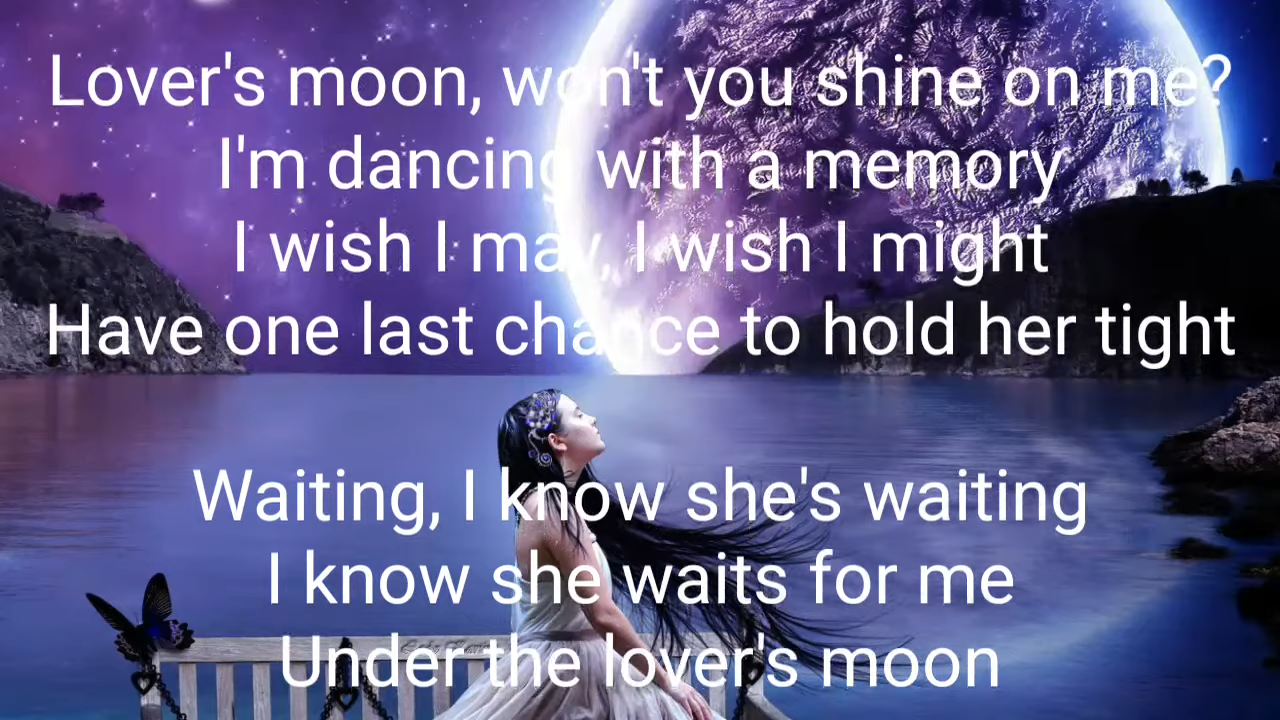 Lover's moon, won't you shine on me?
I'm dancing with a memory
I wish I may, I wish I might
Have one last chance to hold her tight
Waiting, I know she's waiting
I know she waits for me
Under the lover's moon